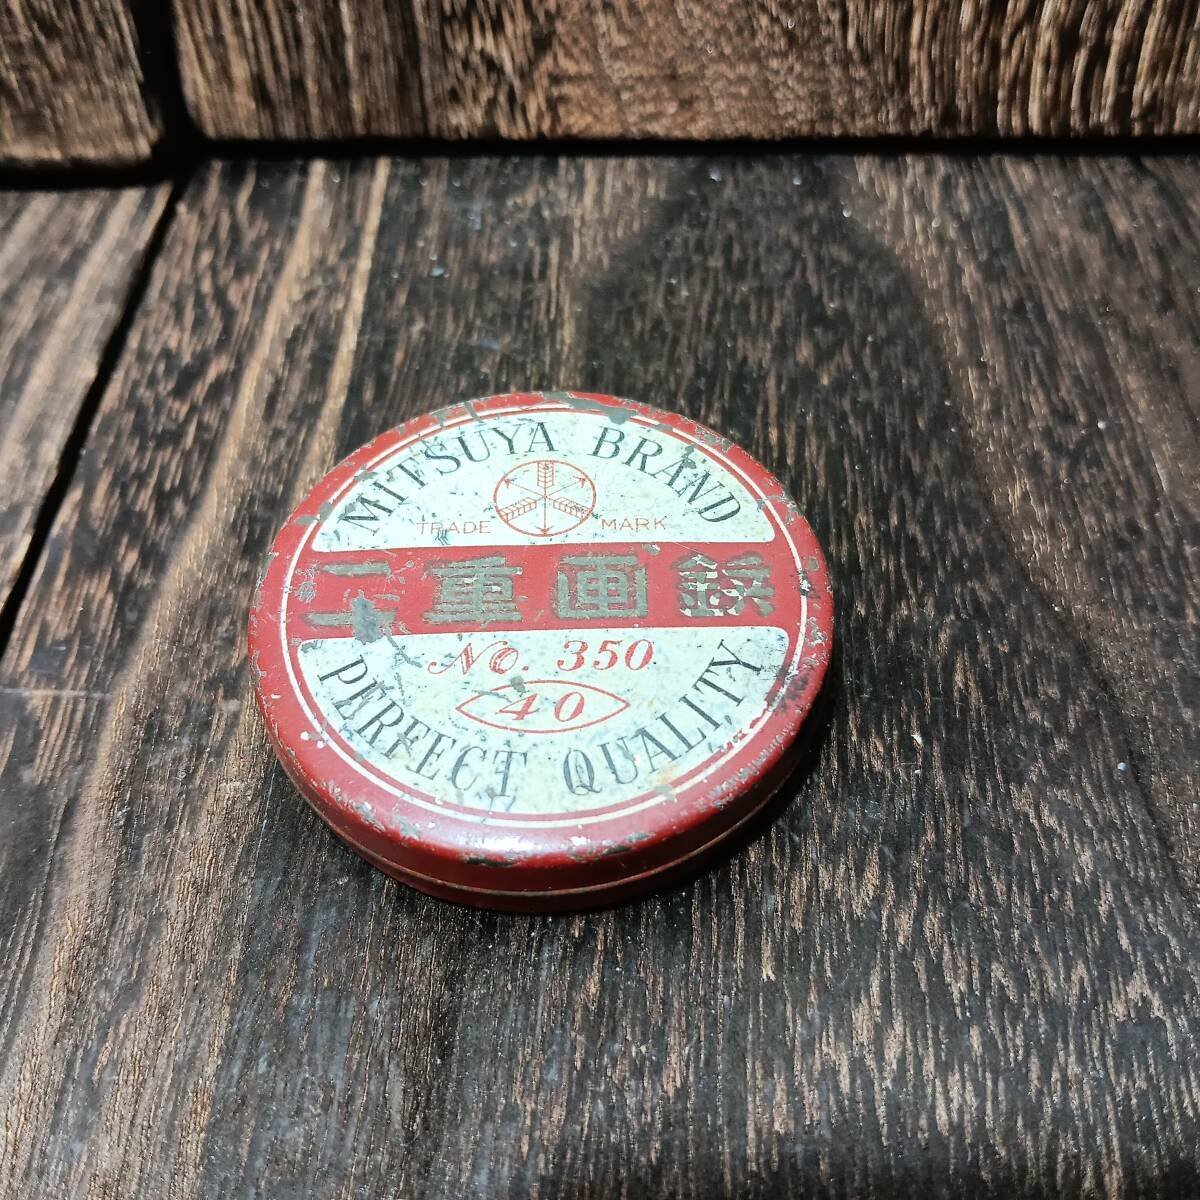 MITSUYA BRAND
TRADE MARK
二重画鋲
No. 350
40
PERFECT QUALITY